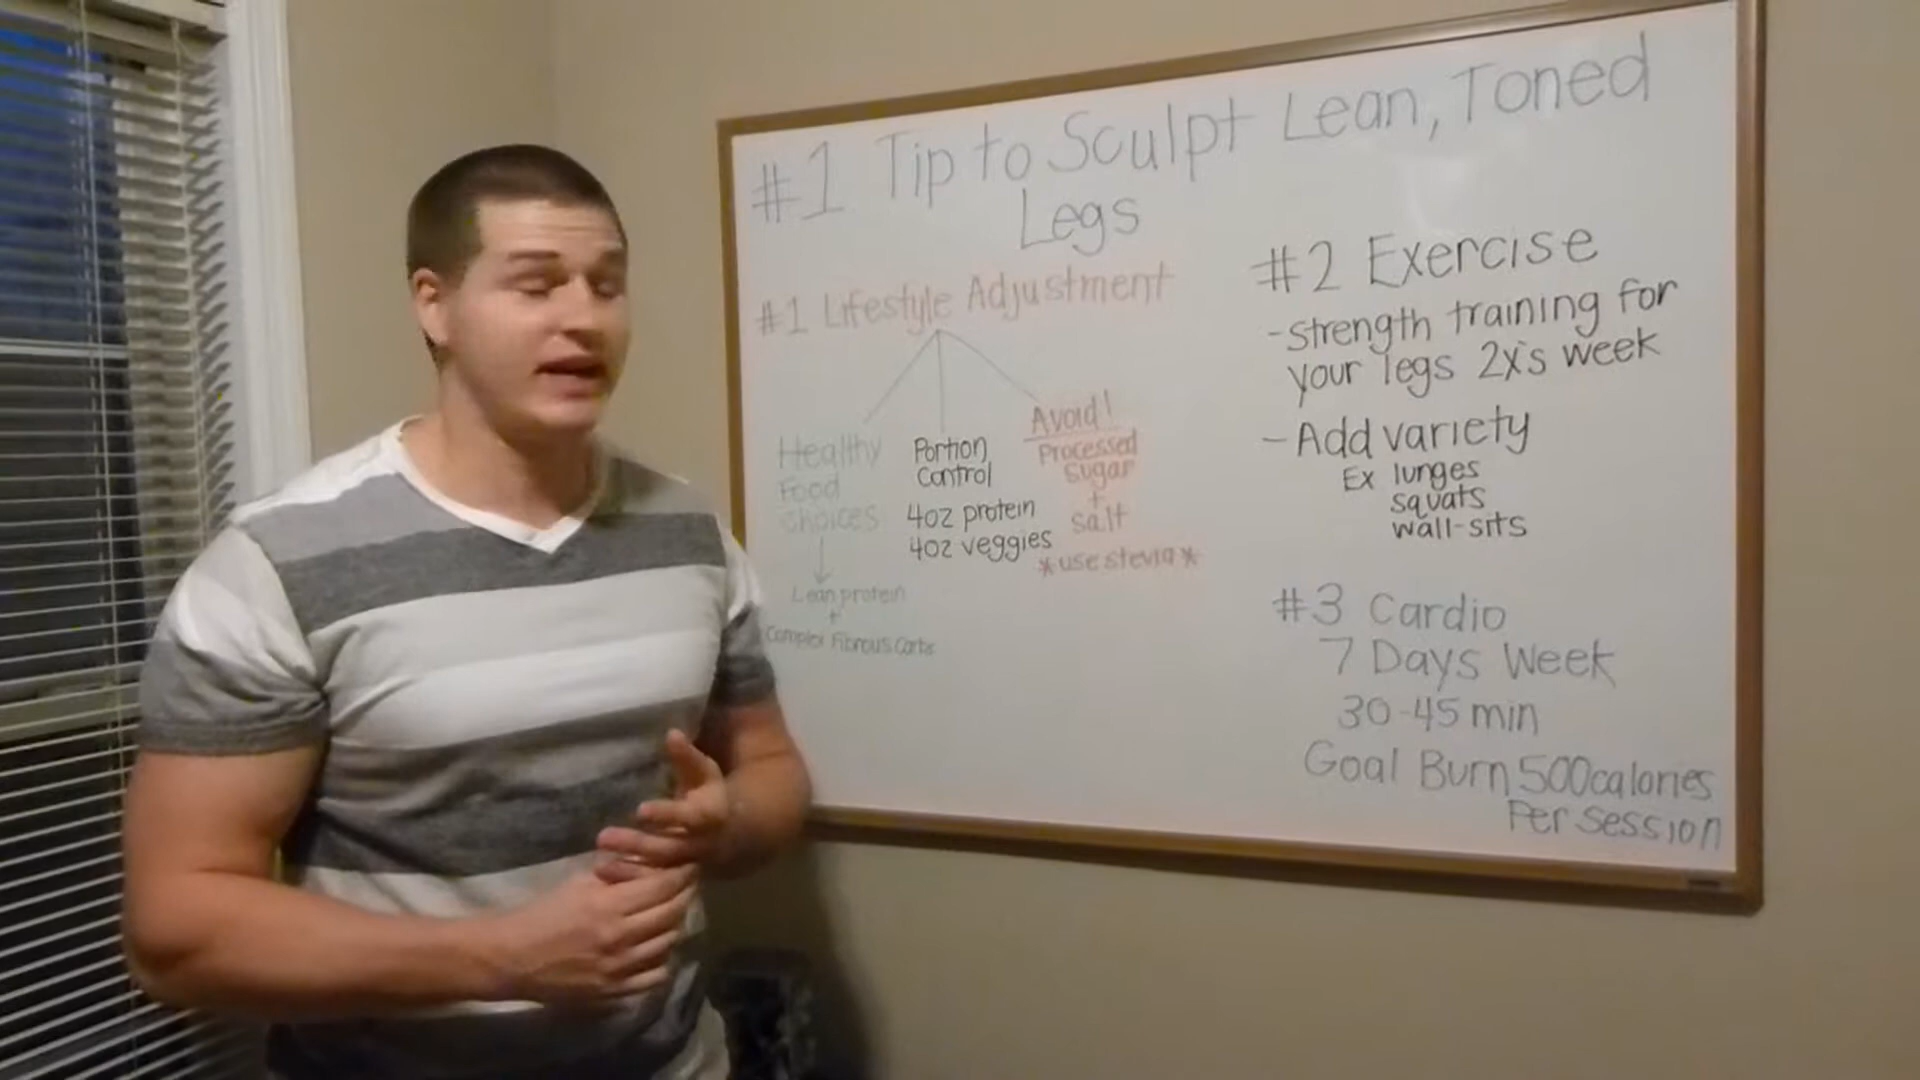 #1 Tip to Sculpt Lean, Toned
Legs
#1 Lifestyle Adjustment
Healthy
Food
choices
Lean protein
+
Complex Fibrous Carbs
Portion
Control
4oz protein
4oz veggies
Avoid!
Processed
Sugar
+
salt
*use stevia*
#2 Exercise
-strength training for
your legs 2x's week
- Add variety
Ex lunges
squats
wall-sits
#3 Cardio
7 Days Week
30-45 min
Goal Burn 500calories
Per session